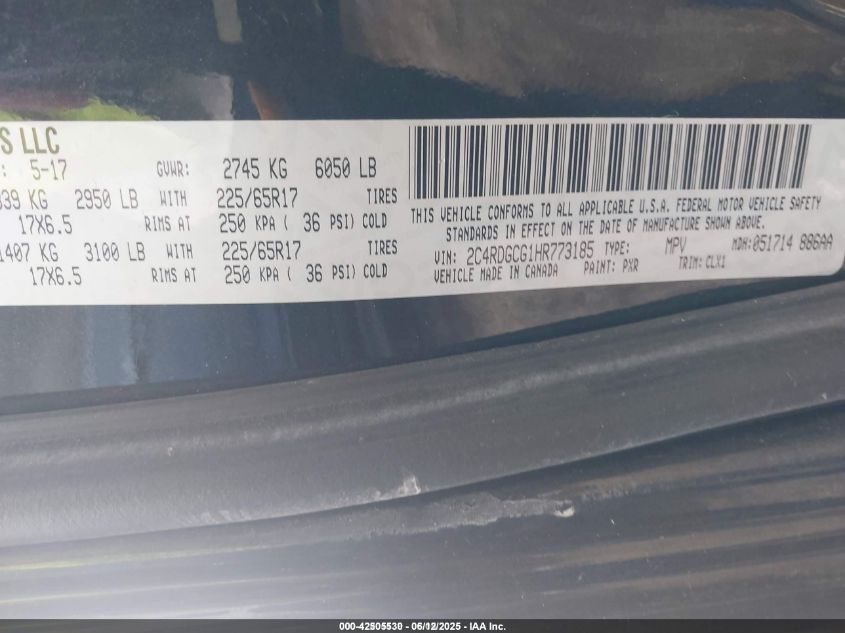 S LLC
: 5-17 GVWR: 2745 KG 6050 LB
339 KG 2950 LB WITH 225/65R17 TIRES
17X6.5 RIMS AT 250 KPA ( 36 PSI) COLD
1407 KG 3100 LB WITH 225/65R17 TIRES
17X6.5 RIMS AT 250 KPA ( 36 PSI) COLD
THIS VEHICLE CONFORMS TO ALL APPLICABLE U.S.A. FEDERAL MOTOR VEHICLE SAFETY
STANDARDS IN EFFECT ON THE DATE OF MANUFACTURE SHOWN ABOVE.
VIN: 2C4RDGCG1HR773185 TYPE: MPV MDH: 051714 886AA
VEHICLE MADE IN CANADA PAINT: PXR TRIM: CLX1
000-42505530 - 06/12/2025 - IAA Inc.